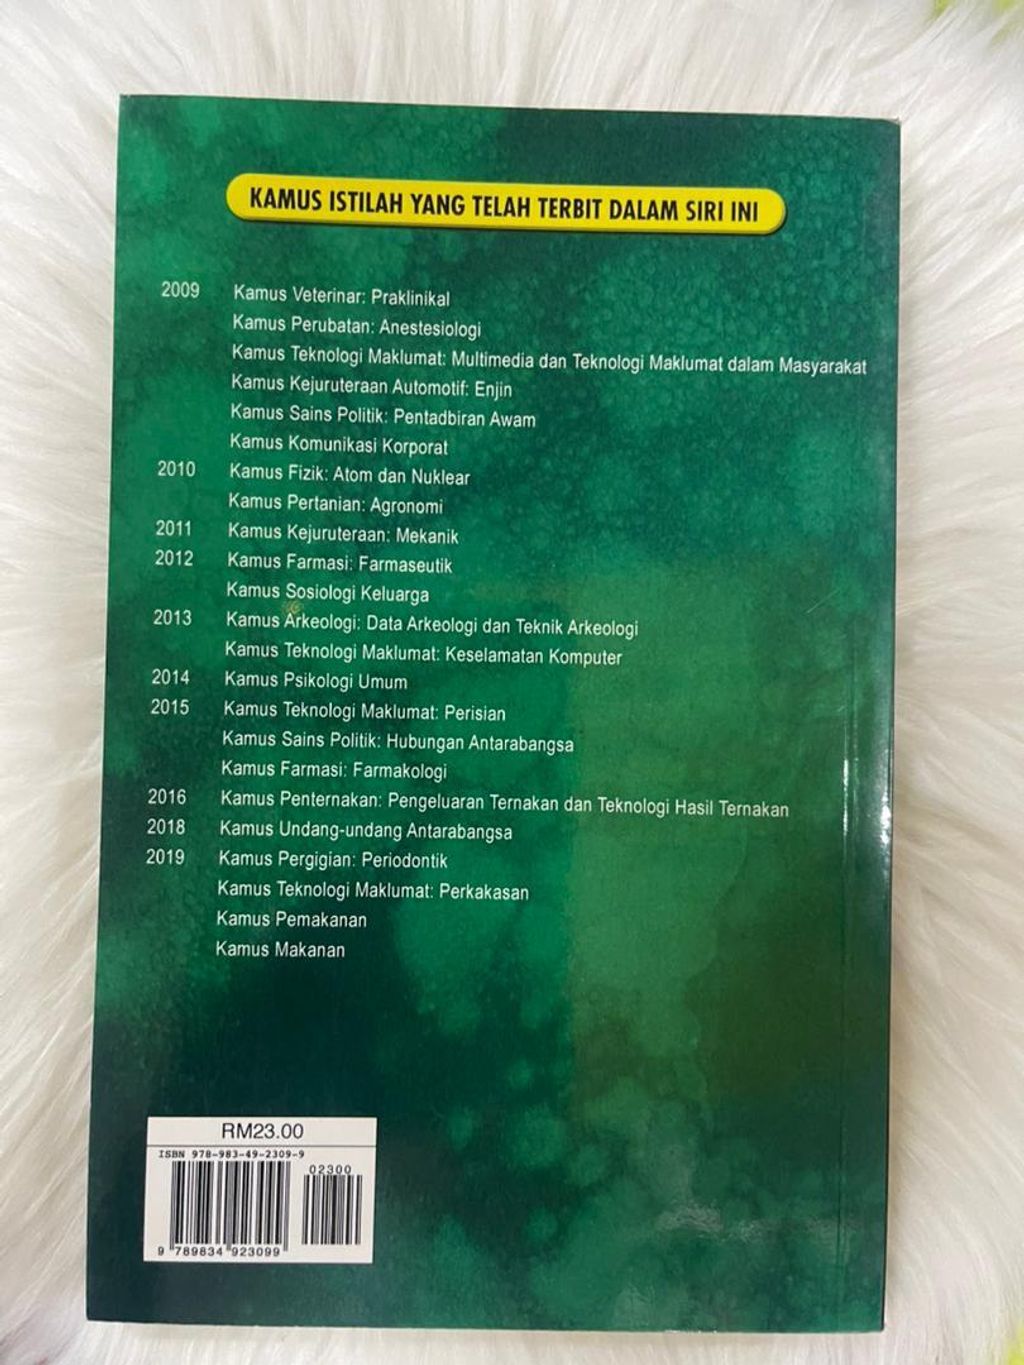 KAMUS ISTILAH YANG TELAH TERBIT DALAM SIRI INI
2009 Kamus Veterinar: Praklinikal
Kamus Perubatan: Anestesiologi
Kamus Teknologi Maklumat: Multimedia dan Teknologi Maklumat dalam Masyarakat
Kamus Kejuruteraan Automotif: Enjin
Kamus Sains Politik: Pentadbiran Awam
Kamus Komunikasi Korporat
2010 Kamus Fizik: Atom dan Nuklear
Kamus Pertanian: Agronomi
2011 Kamus Kejuruteraan: Mekanik
2012 Kamus Farmasi: Farmaseutik
Kamus Sosiologi Keluarga
2013 Kamus Arkeologi: Data Arkeologi dan Teknik Arkeologi
Kamus Teknologi Maklumat: Keselamatan Komputer
2014 Kamus Psikologi Umum
2015 Kamus Teknologi Maklumat: Perisian
Kamus Sains Politik: Hubungan Antarabangsa
Kamus Farmasi: Farmakologi
2016 Kamus Penternakan: Pengeluaran Ternakan dan Teknologi Hasil Ternakan
2018 Kamus Undang-undang Antarabangsa
2019 Kamus Pergigian: Periodontik
Kamus Teknologi Maklumat: Perkakasan
Kamus Pemakanan
Kamus Makanan
RM23.00
ISBN 978-983-49-2309-9
02300
9 789834 923099